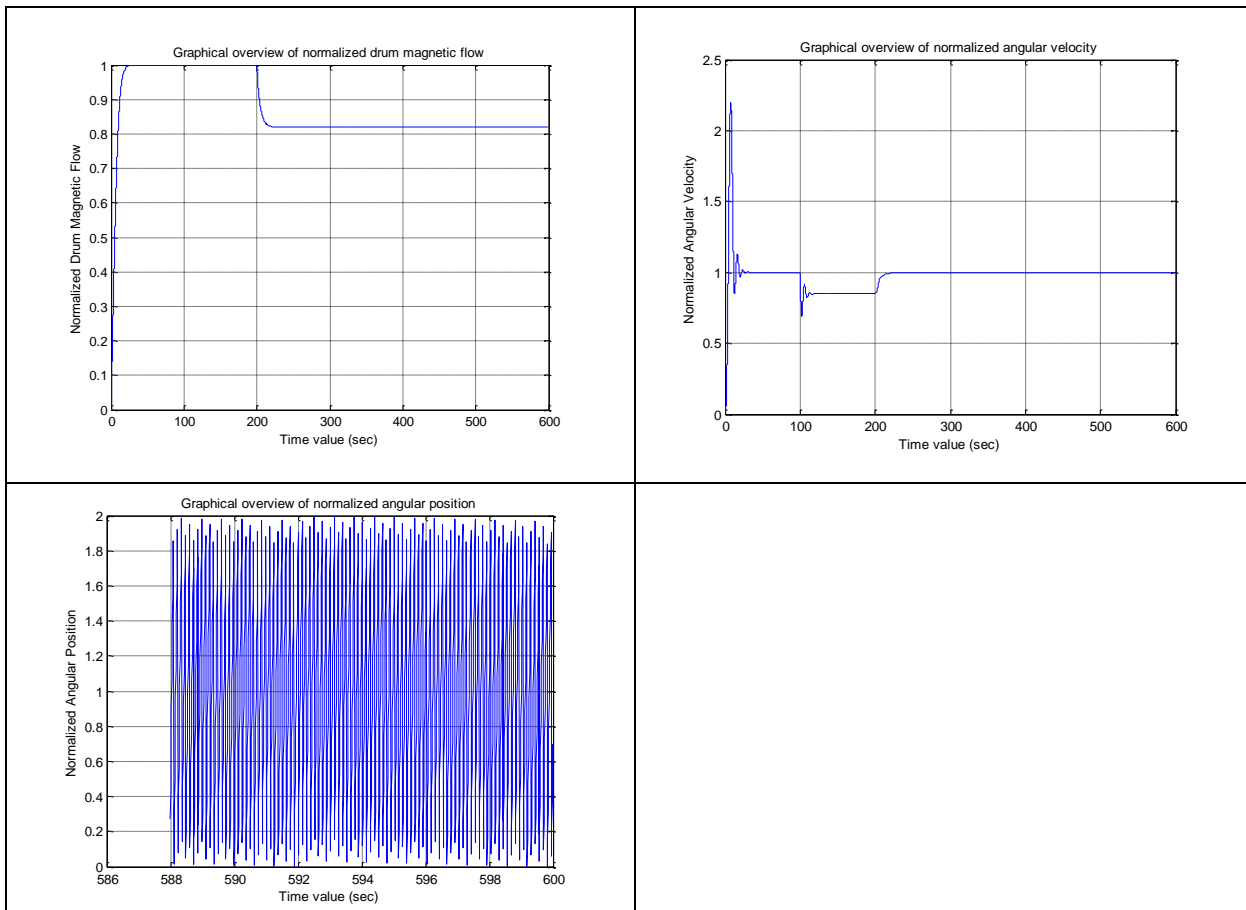 Graphical overview of normalized drum magnetic flow
1
0.9
0.8
0.7
0.6
0.5
0.4
0.3
0.2
0.1
0
Normalized Drum Magnetic Flow
0 100 200 300 400 500 600
Time value (sec)
Graphical overview of normalized angular velocity
2.5
2
1.5
1
0.5
0
Normalized Angular Velocity
0 100 200 300 400 500 600
Time value (sec)
Graphical overview of normalized angular position
2
1.8
1.6
1.4
1.2
1
0.8
0.6
0.4
0.2
0
Normalized Angular Position
586 588 590 592 594 596 598 600
Time value (sec)